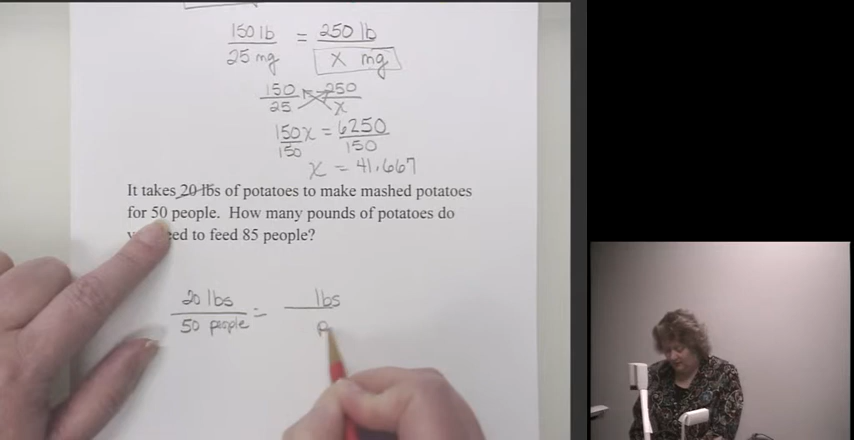 150 lb = 250 lb
25 mg x mg
150 250
25 x
150x = 6250
150 150
x = 41.667
It takes 20 lbs of potatoes to make mashed potatoes
for 50 people. How many pounds of potatoes do
need to feed 85 people?
20 lbs = lbs
50 people p